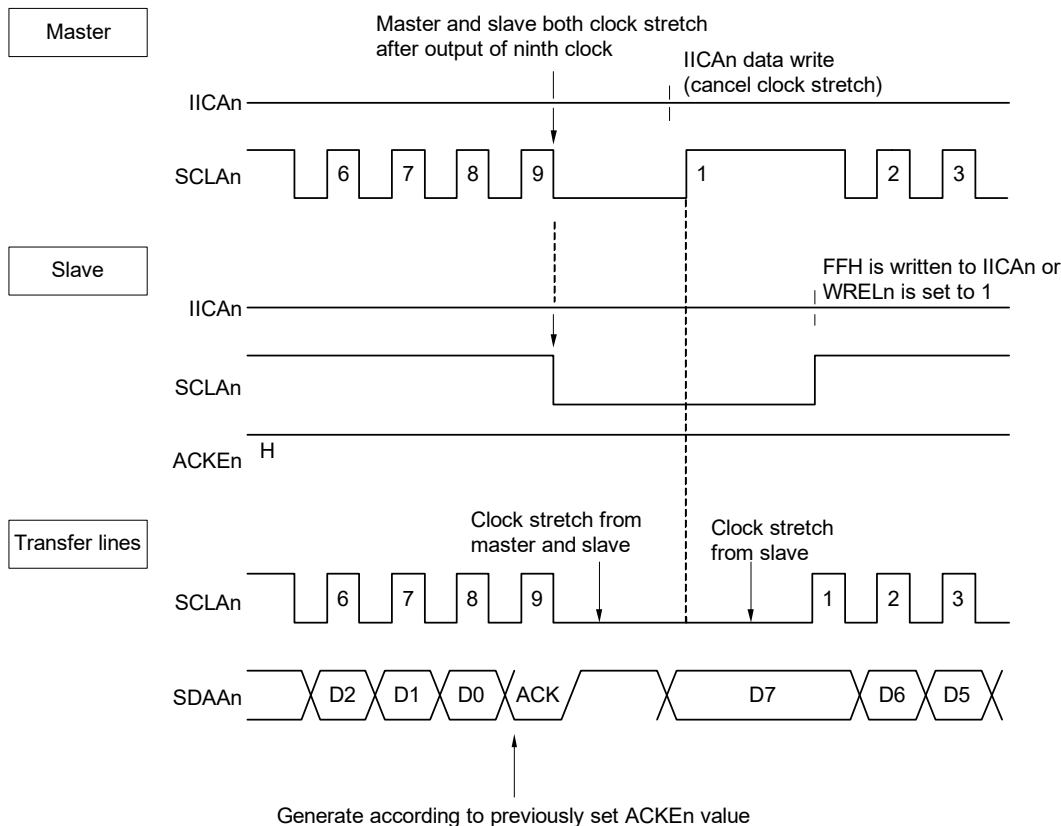 Master
Master and slave both clock stretch
after output of ninth clock
IICAn data write
(cancel clock stretch)
IICAn
SCLAn
6 7 8 9 1 2 3
Slave
FFH is written to IICAn or
WRELn is set to 1
IICAn
SCLAn
ACKEn
H
Transfer lines
Clock stretch from
master and slave
Clock stretch
from slave
SCLAn
6 7 8 9 1 2 3
SDAAn
D2 D1 D0 ACK D7 D6 D5
Generate according to previously set ACKEn value